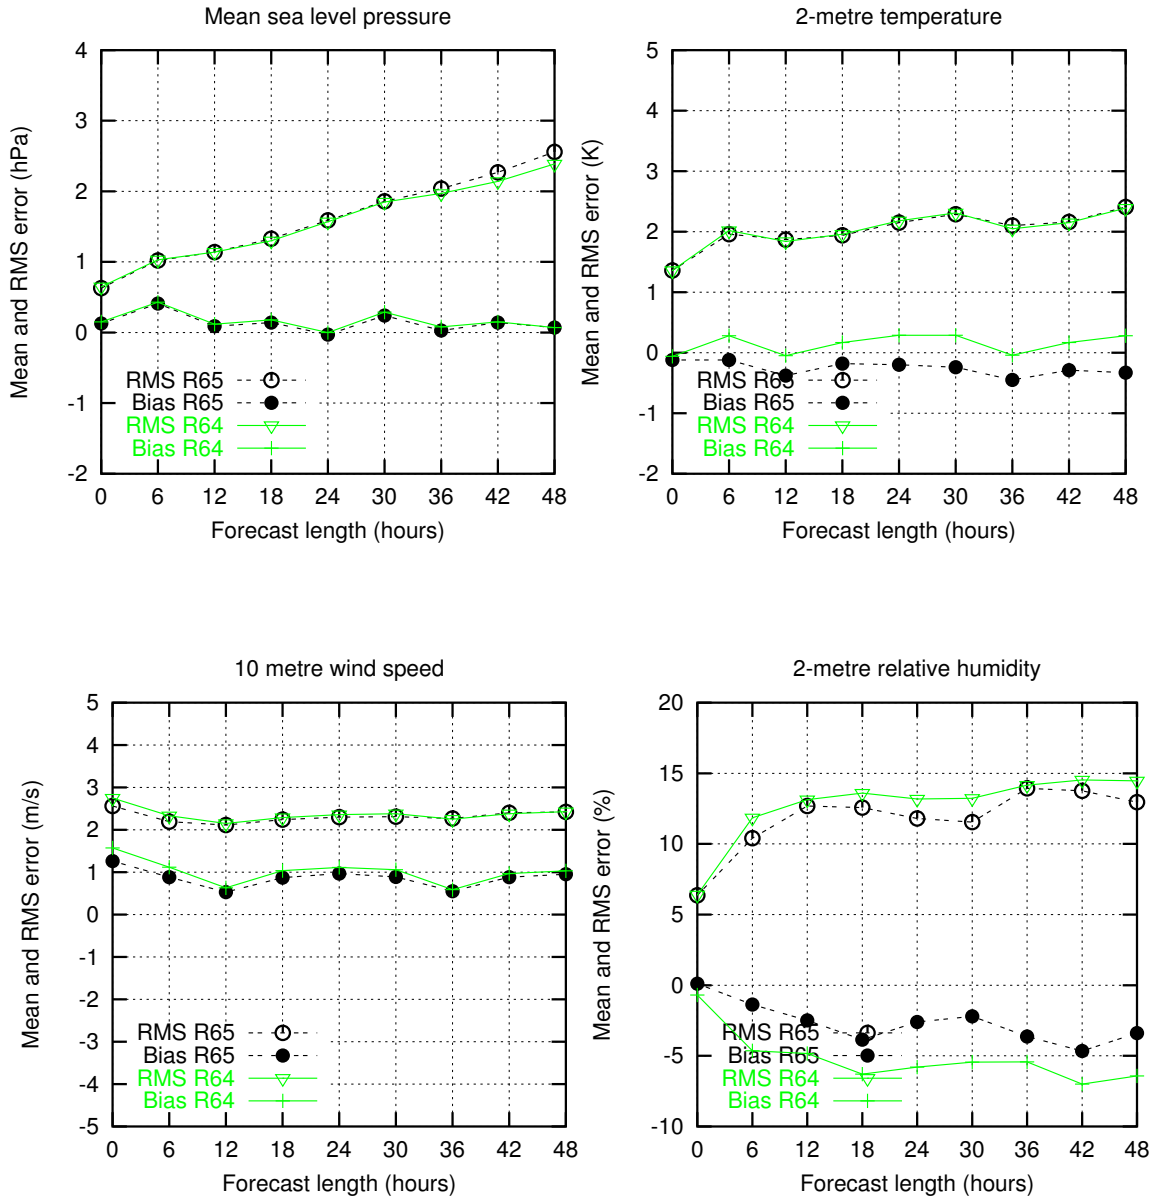 Mean sea level pressure
4
3
2
1
0
-1
-2
Mean and RMS error (hPa)
RMS R65
Bias R65
RMS R64
Bias R64
0 6 12 18 24 30 36 42 48
Forecast length (hours)
2-metre temperature
5
4
3
2
1
0
-1
-2
Mean and RMS error (K)
RMS R65
Bias R65
RMS R64
Bias R64
0 6 12 18 24 30 36 42 48
Forecast length (hours)
10 metre wind speed
5
4
3
2
1
0
-1
-2
-3
-4
-5
Mean and RMS error (m/s)
RMS R65
Bias R65
RMS R64
Bias R64
0 6 12 18 24 30 36 42 48
Forecast length (hours)
2-metre relative humidity
20
15
10
5
0
-5
-10
Mean and RMS error (%)
RMS R65
Bias R65
RMS R64
Bias R64
0 6 12 18 24 30 36 42 48
Forecast length (hours)